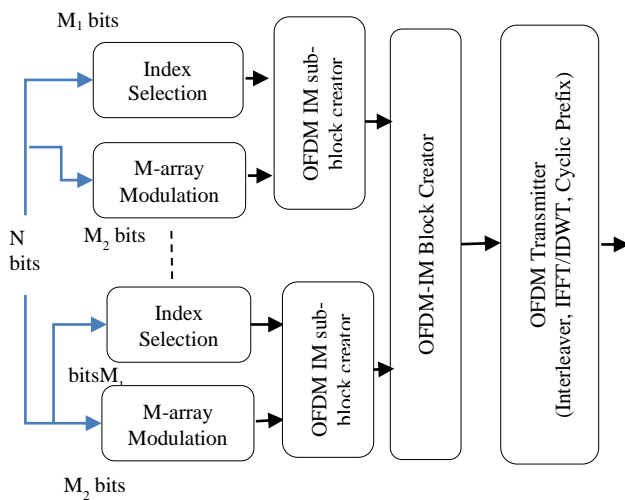 M₁ bits
Index
Selection
OFDM IM sub-
block creator
M-array
Modulation
M₂ bits
N
bits
Index
Selection
bitsM₁
M-array
Modulation
M₂ bits
OFDM IM sub-
block creator
OFDM-IM Block Creator
OFDM Transmitter
(Interleaver, IFFT/IDWT, Cyclic Prefix)